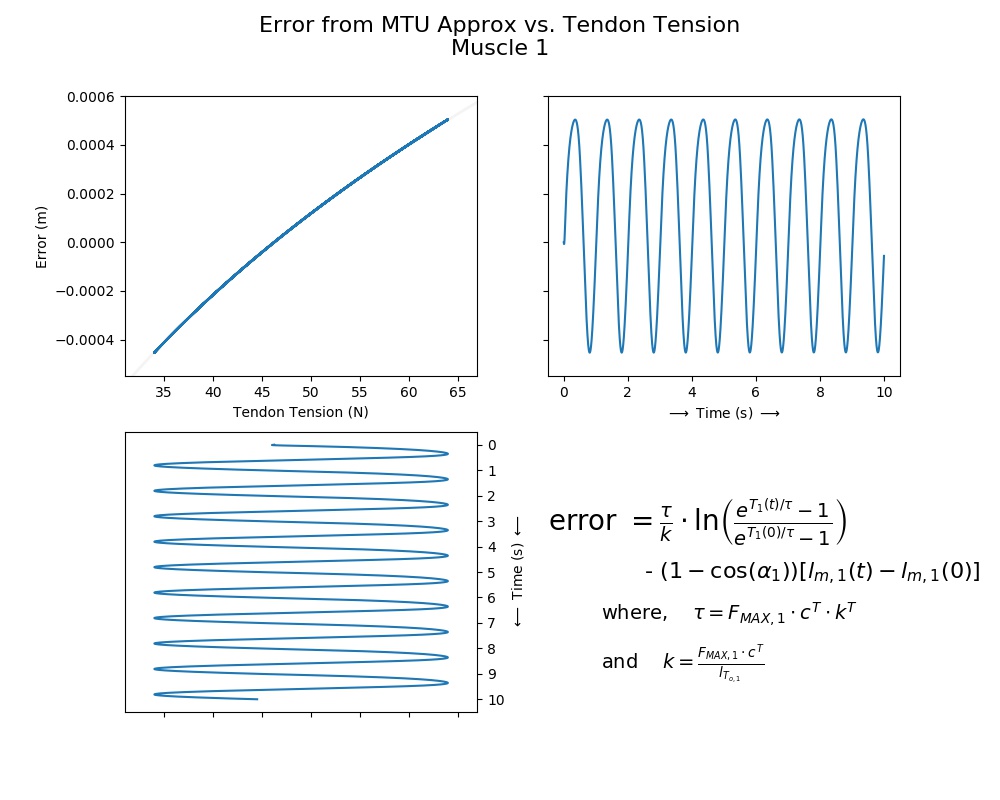 Error from MTU Approx vs. Tendon Tension
Muscle 1
0.0006
0.0004
0.0002
0.0000
−0.0002
−0.0004
Error (m)
35 40 45 50 55 60 65
Tendon Tension (N)
0 2 4 6 8 10
⟶ Time (s) ⟶
0
1
2
3
4
5
6
7
8
9
10
⟵ Time (s) ⟵
error = τ/k · ln((e^{T_1(t)/τ} − 1)/(e^{T_1(0)/τ} − 1))
- (1 − cos(α_1))[l_{m,1}(t) − l_{m,1}(0)]
where, τ = F_{MAX,1} · c^T · k^T
and k = (F_{MAX,1} · c^T)/l_{T_{o,1}}